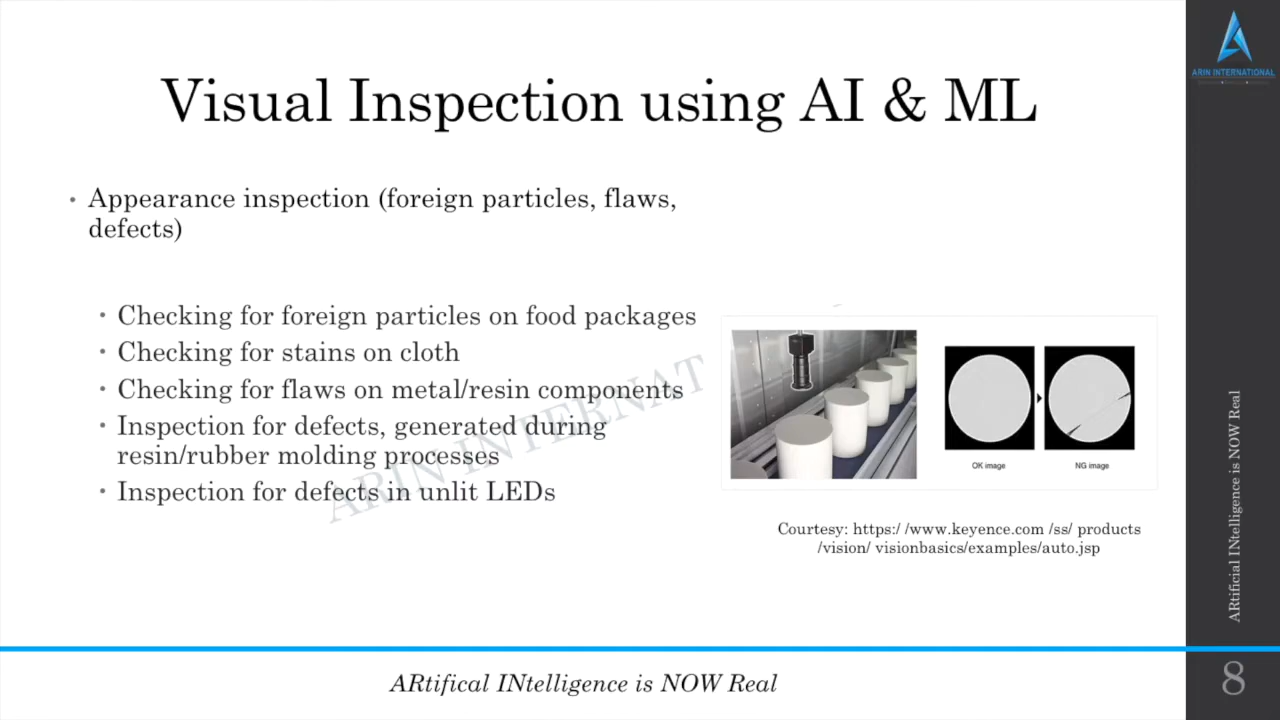 Visual Inspection using AI & ML
• Appearance inspection (foreign particles, flaws,
defects)
• Checking for foreign particles on food packages
• Checking for stains on cloth
• Checking for flaws on metal/resin components
• Inspection for defects, generated during
resin/rubber molding processes
• Inspection for defects in unlit LEDs
ARIN INTERNAT
OK image
NG image
Courtesy: https:/ /www.keyence.com /ss/ products
/vision/ visionbasics/examples/auto.jsp
ARtifical INtelligence is NOW Real
ARIN INTERNATIONAL
ARtificial INtelligence is NOW Real
8